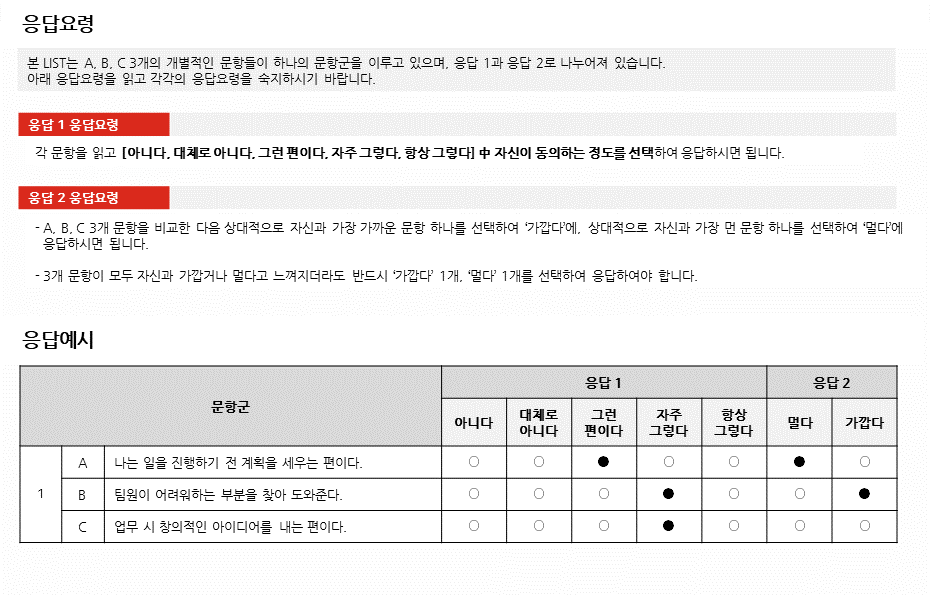 응답요령
본 LIST는 A, B, C 3개의 개별적인 문항들이 하나의 문항군을 이루고 있으며, 응답 1과 응답 2로 나누어져 있습니다.
아래 응답요령을 읽고 각각의 응답요령을 숙지하시기 바랍니다.
응답 1 응답요령
각 문항을 읽고 [아니다, 대체로 아니다, 그런 편이다, 자주 그렇다, 항상 그렇다] 中 자신이 동의하는 정도를 선택하여 응답하시면 됩니다.
응답 2 응답요령
- A, B, C 3개 문항을 비교한 다음 상대적으로 자신과 가장 가까운 문항 하나를 선택하여 ‘가깝다’에, 상대적으로 자신과 가장 먼 문항 하나를 선택하여 ‘멀다’에
응답하시면 됩니다.
- 3개 문항이 모두 자신과 가깝거나 멀다고 느껴지더라도 반드시 ‘가깝다’ 1개, ‘멀다’ 1개를 선택하여 응답하여야 합니다.
응답예시
문항군 응답 1 응답 2
아니다 대체로 아니다 그런 편이다 자주 그렇다 항상 그렇다 멀다 가깝다
1
A 나는 일을 진행하기 전 계획을 세우는 편이다. ○ ○ ● ○ ○ ● ○
B 팀원이 어려워하는 부분을 찾아 도와준다. ○ ○ ○ ● ○ ○ ●
C 업무 시 창의적인 아이디어를 내는 편이다. ○ ○ ○ ● ○ ○ ○